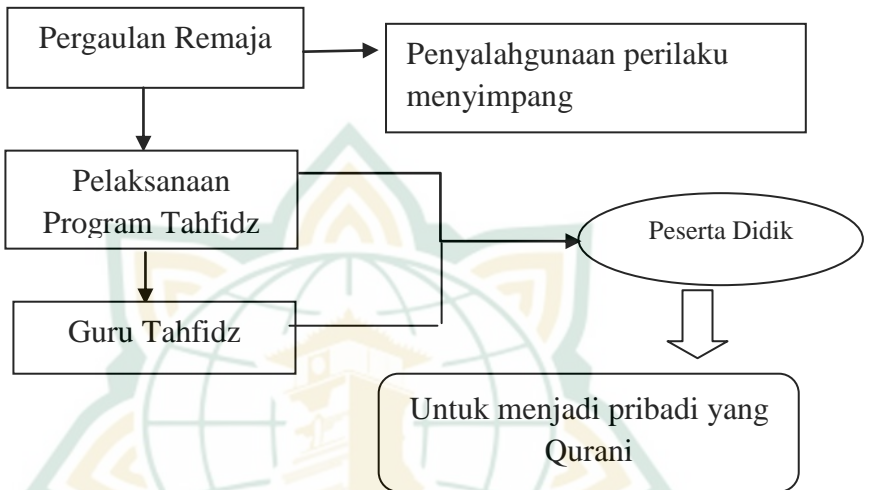 Pergaulan Remaja
Penyalahgunaan perilaku
menyimpang
Pelaksanaan
Program Tahfidz
Peserta Didik
Guru Tahfidz
Untuk menjadi pribadi yang
Qurani